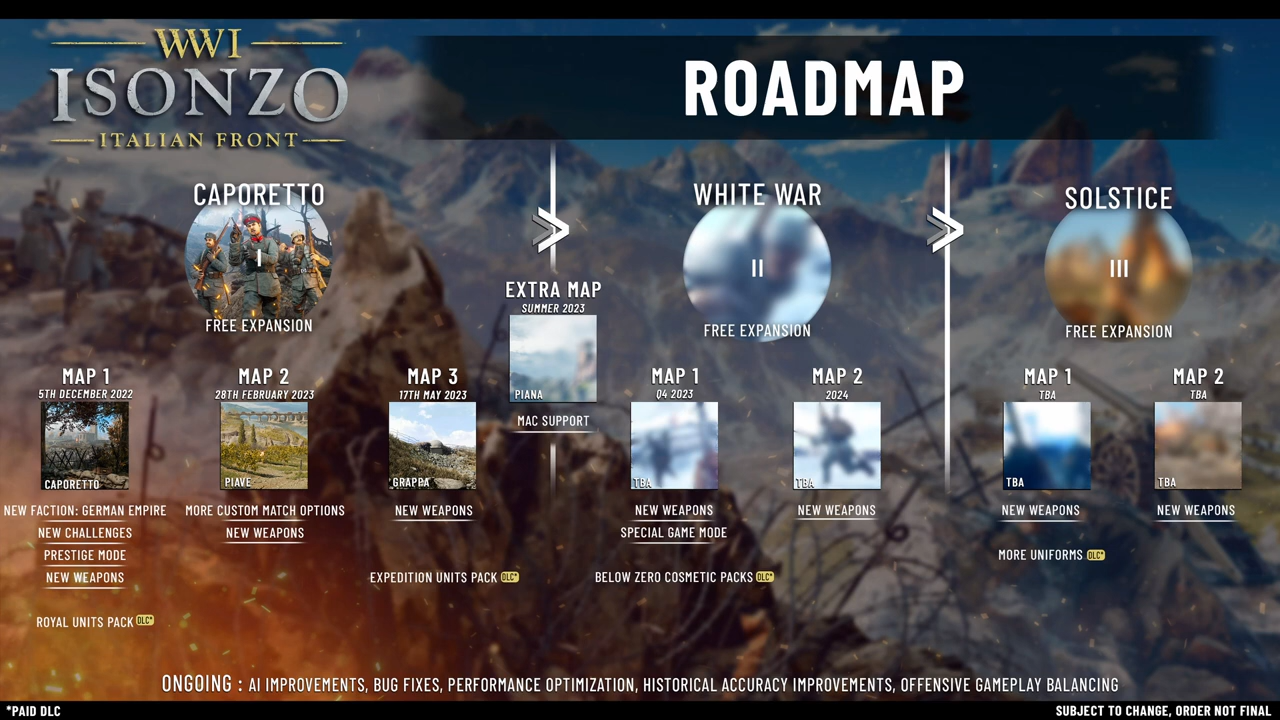 WWI
ISONZO
ITALIAN FRONT
ROADMAP
CAPORETTO
I
FREE EXPANSION
MAP 1
5TH DECEMBER 2022
CAPORETTO
NEW FACTION: GERMAN EMPIRE
NEW CHALLENGES
PRESTIGE MODE
NEW WEAPONS
ROYAL UNITS PACK DLC*
MAP 2
28TH FEBRUARY 2023
PIAVE
MORE CUSTOM MATCH OPTIONS
NEW WEAPONS
MAP 3
17TH MAY 2023
GRAPPA
NEW WEAPONS
EXPEDITION UNITS PACK DLC*
EXTRA MAP
SUMMER 2023
PIANA
MAC SUPPORT
WHITE WAR
II
FREE EXPANSION
MAP 1
Q4 2023
TBA
NEW WEAPONS
SPECIAL GAME MODE
BELOW ZERO COSMETIC PACKS DLC*
MAP 2
2024
TBA
NEW WEAPONS
SOLSTICE
III
FREE EXPANSION
MAP 1
TBA
TBA
NEW WEAPONS
MORE UNIFORMS DLC*
MAP 2
TBA
TBA
NEW WEAPONS
ONGOING : AI IMPROVEMENTS, BUG FIXES, PERFORMANCE OPTIMIZATION, HISTORICAL ACCURACY IMPROVEMENTS, OFFENSIVE GAMEPLAY BALANCING
*PAID DLC
SUBJECT TO CHANGE, ORDER NOT FINAL